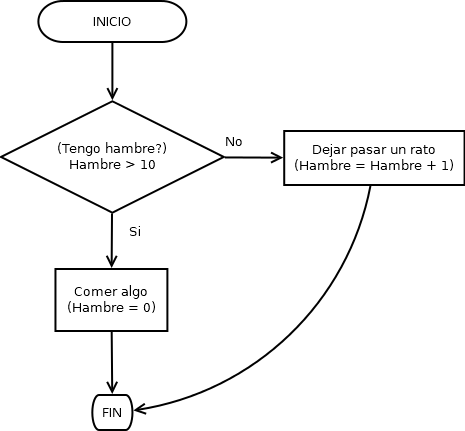 INICIO
(Tengo hambre?)
Hambre > 10
No
Dejar pasar un rato
(Hambre = Hambre + 1)
Si
Comer algo
(Hambre = 0)
FIN